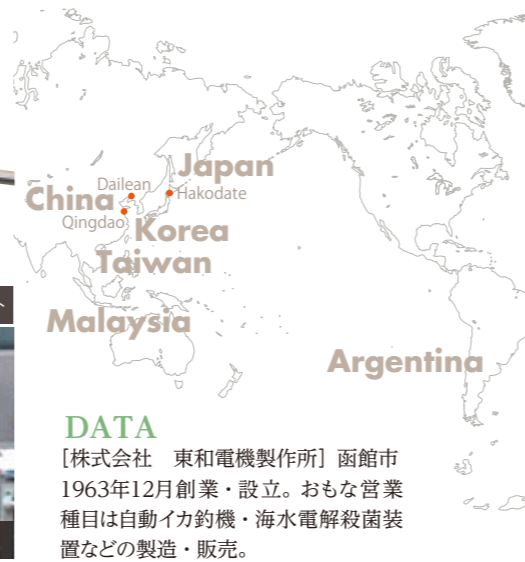 Japan
Dailean
China
Hakodate
Qingdao
Korea
Taiwan
Malaysia
Argentina
DATA
[株式会社　東和電機製作所] 函館市
1963年12月創業・設立。おもな営業
種目は自動イカ釣機・海水電解殺菌装
置などの製造・販売。